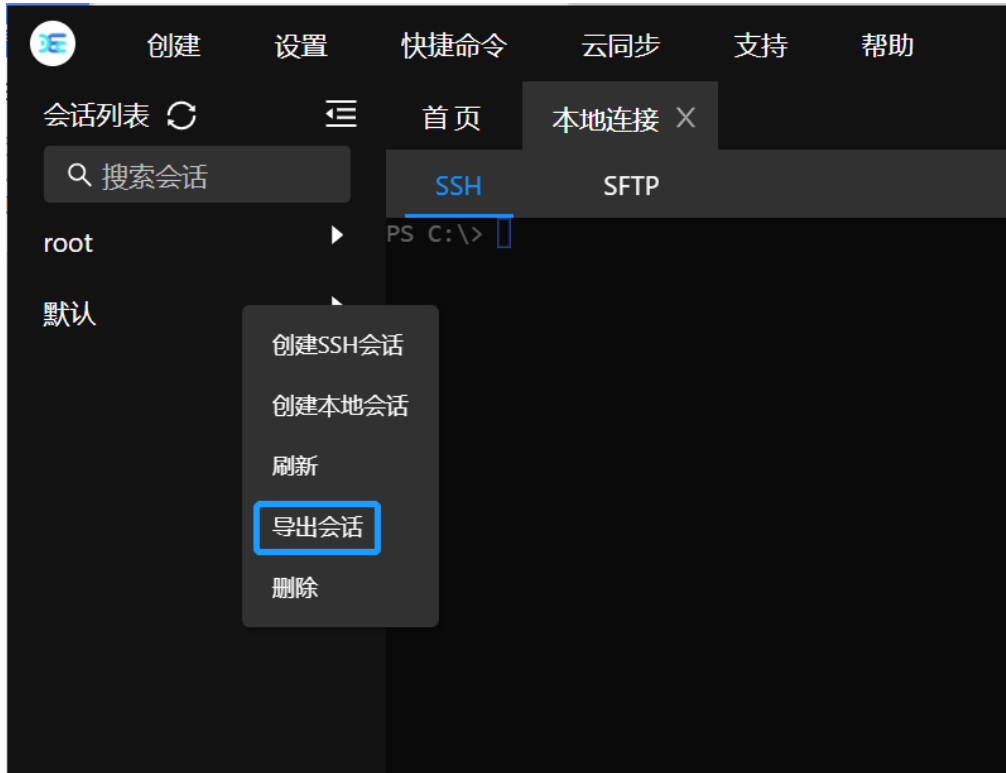 创建 设置 快捷命令 云同步 支持 帮助
会话列表
首页 本地连接 X
搜索会话
SSH SFTP
root
PS C:\>
默认
创建SSH会话
创建本地会话
刷新
导出会话
删除